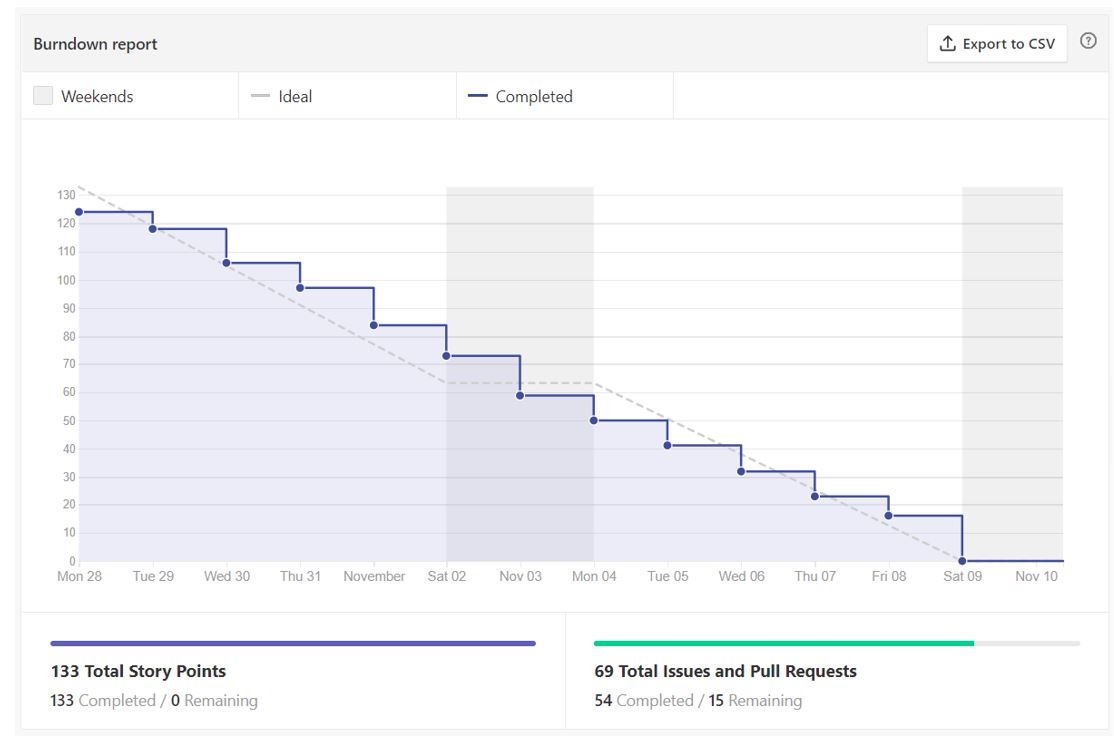 Burndown report
Export to CSV
?
Weekends
Ideal
Completed
130
120
110
100
90
80
70
60
50
40
30
20
10
0
Mon 28 Tue 29 Wed 30 Thu 31 November Sat 02 Nov 03 Mon 04 Tue 05 Wed 06 Thu 07 Fri 08 Sat 09 Nov 10
133 Total Story Points
133 Completed / 0 Remaining
69 Total Issues and Pull Requests
54 Completed / 15 Remaining